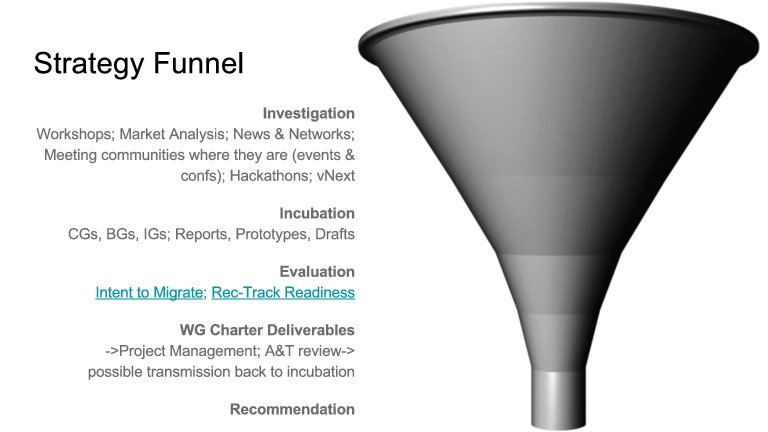 Strategy Funnel
Investigation
Workshops; Market Analysis; News & Networks;
Meeting communities where they are (events &
confs); Hackathons; vNext
Incubation
CGs, BGs, IGs; Reports, Prototypes, Drafts
Evaluation
Intent to Migrate; Rec-Track Readiness
WG Charter Deliverables
->Project Management; A&T review->
possible transmission back to incubation
Recommendation